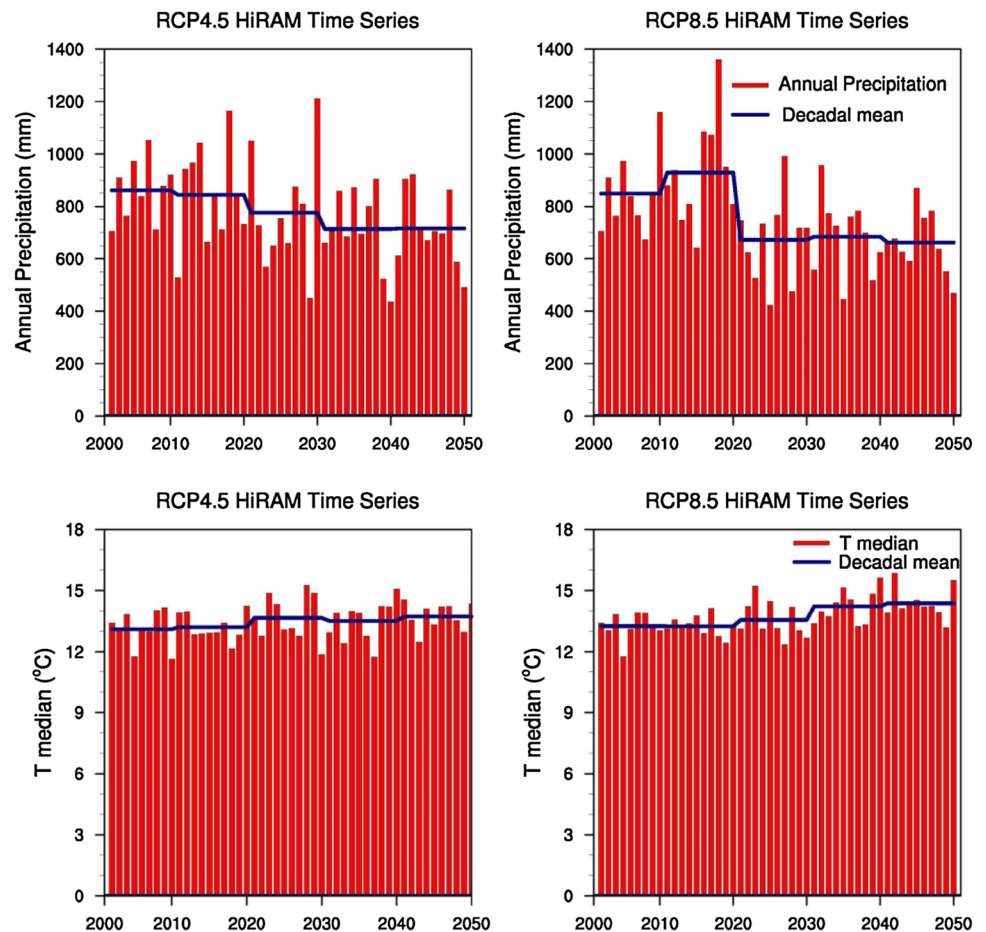 RCP4.5 HiRAM Time Series
RCP8.5 HiRAM Time Series
Annual Precipitation (mm)
1400
1200
1000
800
600
400
200
0
2000 2010 2020 2030 2040 2050
Annual Precipitation (mm)
1400
1200
1000
800
600
400
200
0
Annual Precipitation
Decadal mean
2000 2010 2020 2030 2040 2050
RCP4.5 HiRAM Time Series
RCP8.5 HiRAM Time Series
T median (°C)
18
15
12
9
6
3
0
2000 2010 2020 2030 2040 2050
T median (°C)
18
15
12
9
6
3
0
T median
Decadal mean
2000 2010 2020 2030 2040 2050